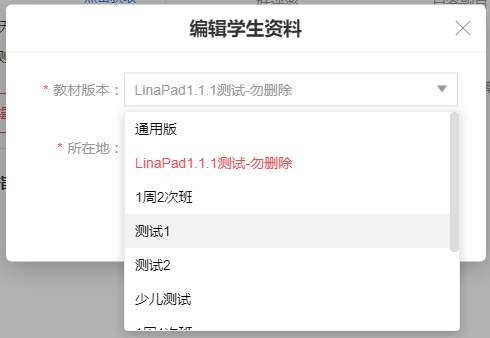 编辑学生资料
* 教材版本：
LinaPad1.1.1测试-勿删除
* 所在地：
通用版
LinaPad1.1.1测试-勿删除
1周2次班
测试1
测试2
少儿测试